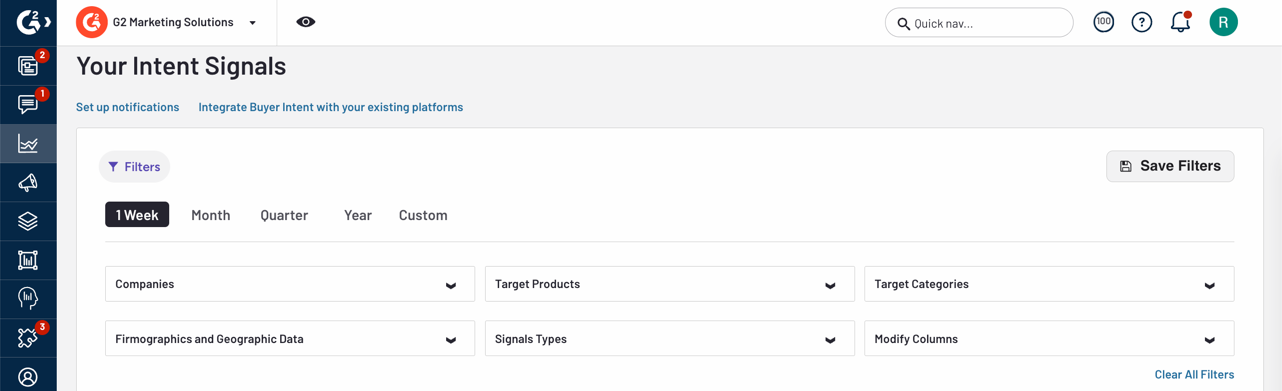 G2 G2 G2 Marketing Solutions Quick nav... 100 ? R
2
Your Intent Signals
1
Set up notifications Integrate Buyer Intent with your existing platforms
Filters Save Filters
1 Week Month Quarter Year Custom
Companies Target Products Target Categories
3
Firmographics and Geographic Data Signals Types Modify Columns
Clear All Filters